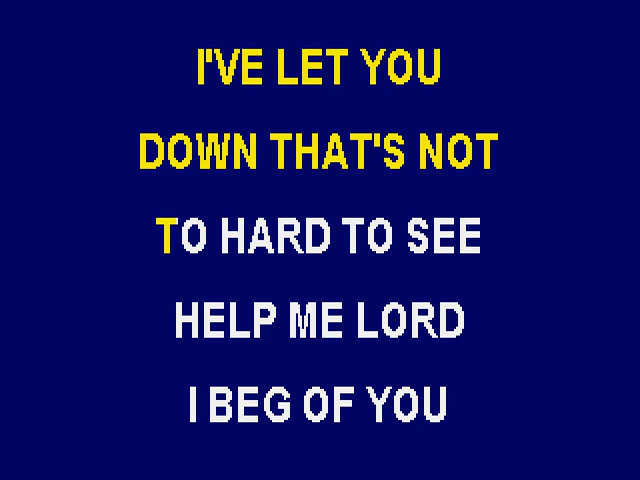 I'VE LET YOU
DOWN THAT'S NOT
TO HARD TO SEE
HELP ME LORD
I BEG OF YOU